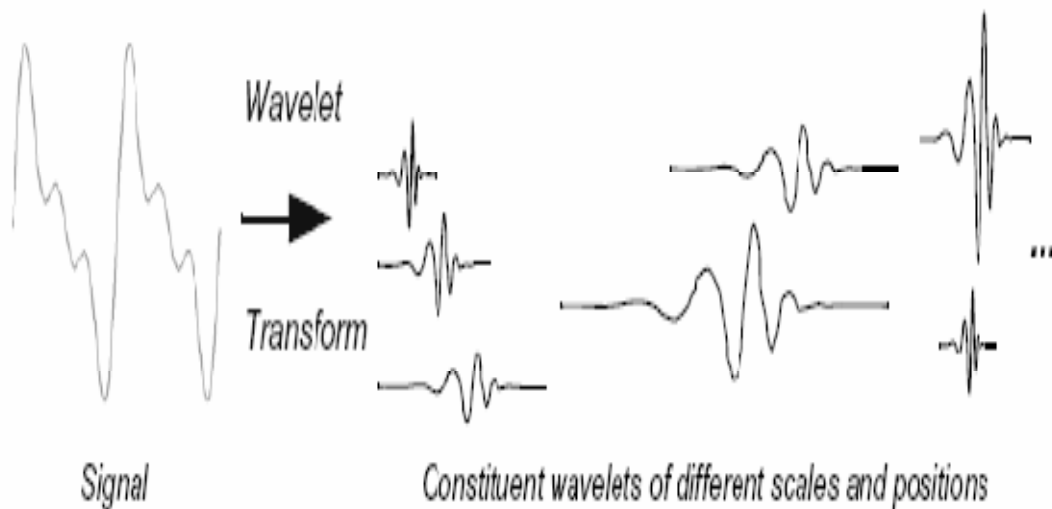 Wavelet
Transform
...
Signal
Constituent wavelets of different scales and positions